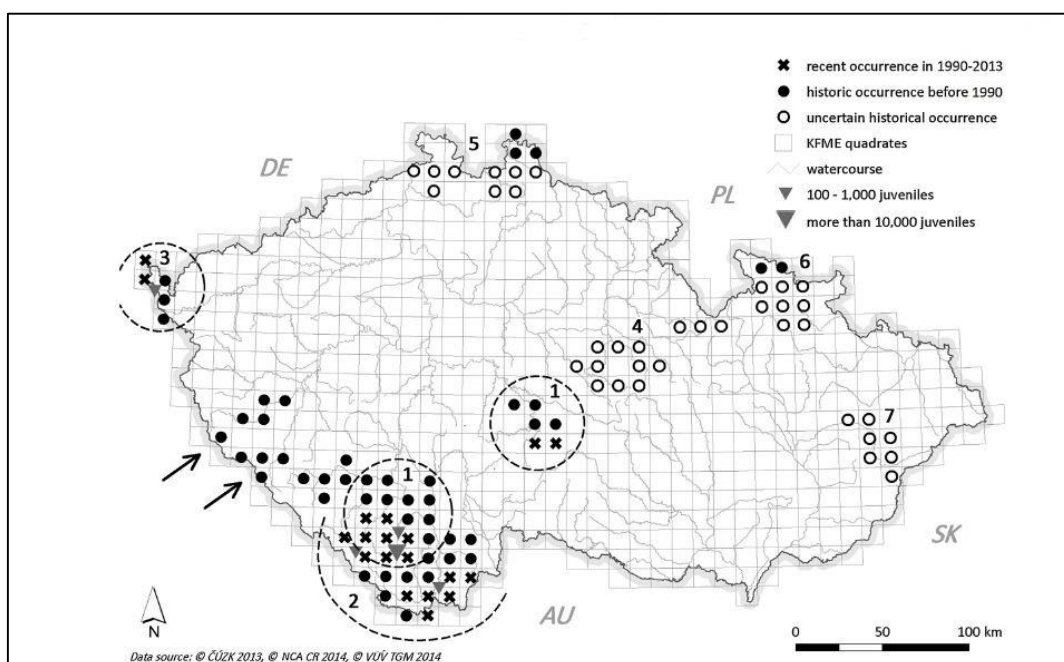 recent occurrence in 1990-2013
historic occurrence before 1990
uncertain historical occurrence
KFME quadrates
watercourse
100 - 1,000 juveniles
more than 10,000 juveniles
5
DE
PL
3
6
4
1
7
1
2
SK
AU
N
0 50 100 km
Data source: © ČÚZK 2013, © NCA CR 2014, © VÚV TGM 2014